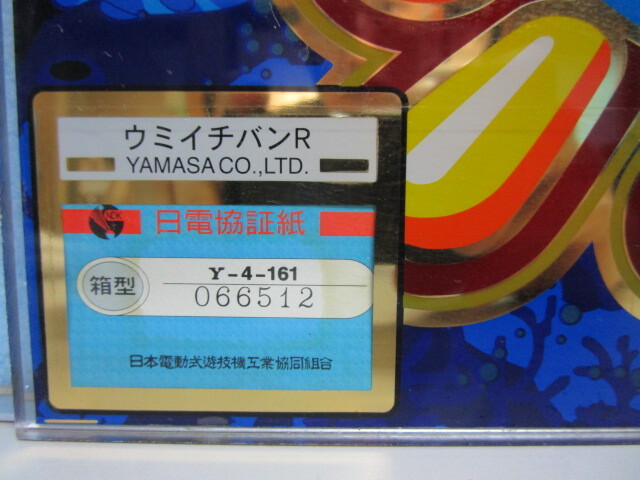 ウミイチバンR
YAMASA CO.,LTD.
日電協証紙
箱型
Y-4-161
066512
日本電動式遊技機工業協同組合